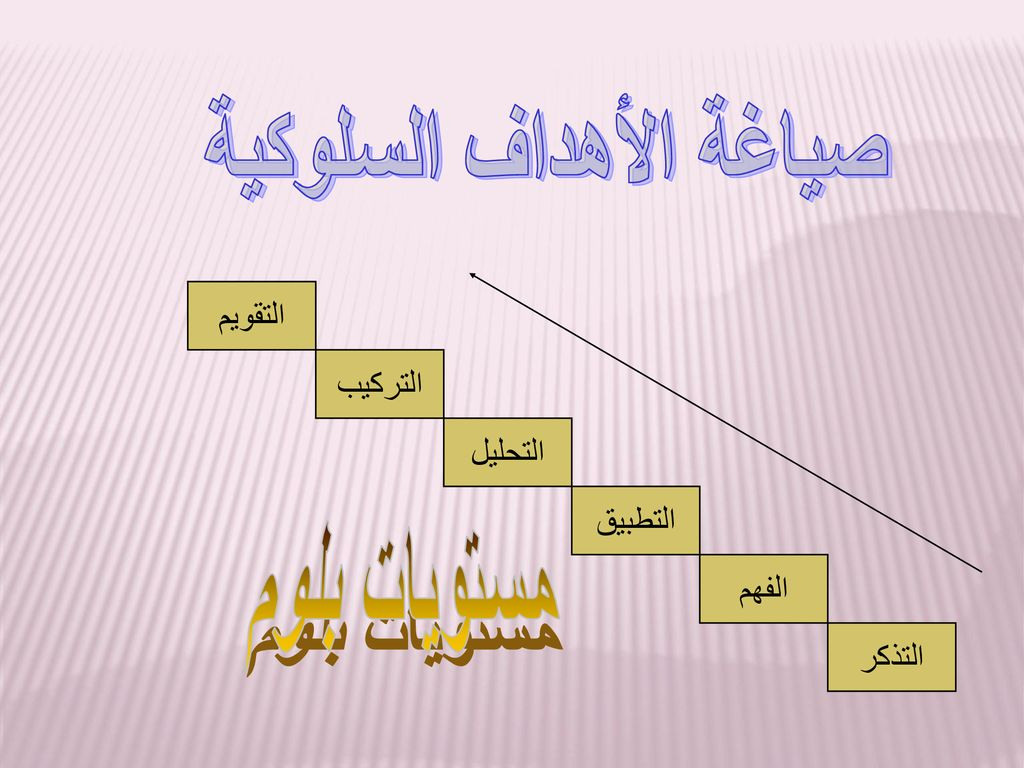 صياغة الأهداف السلوكية
التقويم
التركيب
التحليل
التطبيق
الفهم
التذكر
مستويات بلوم